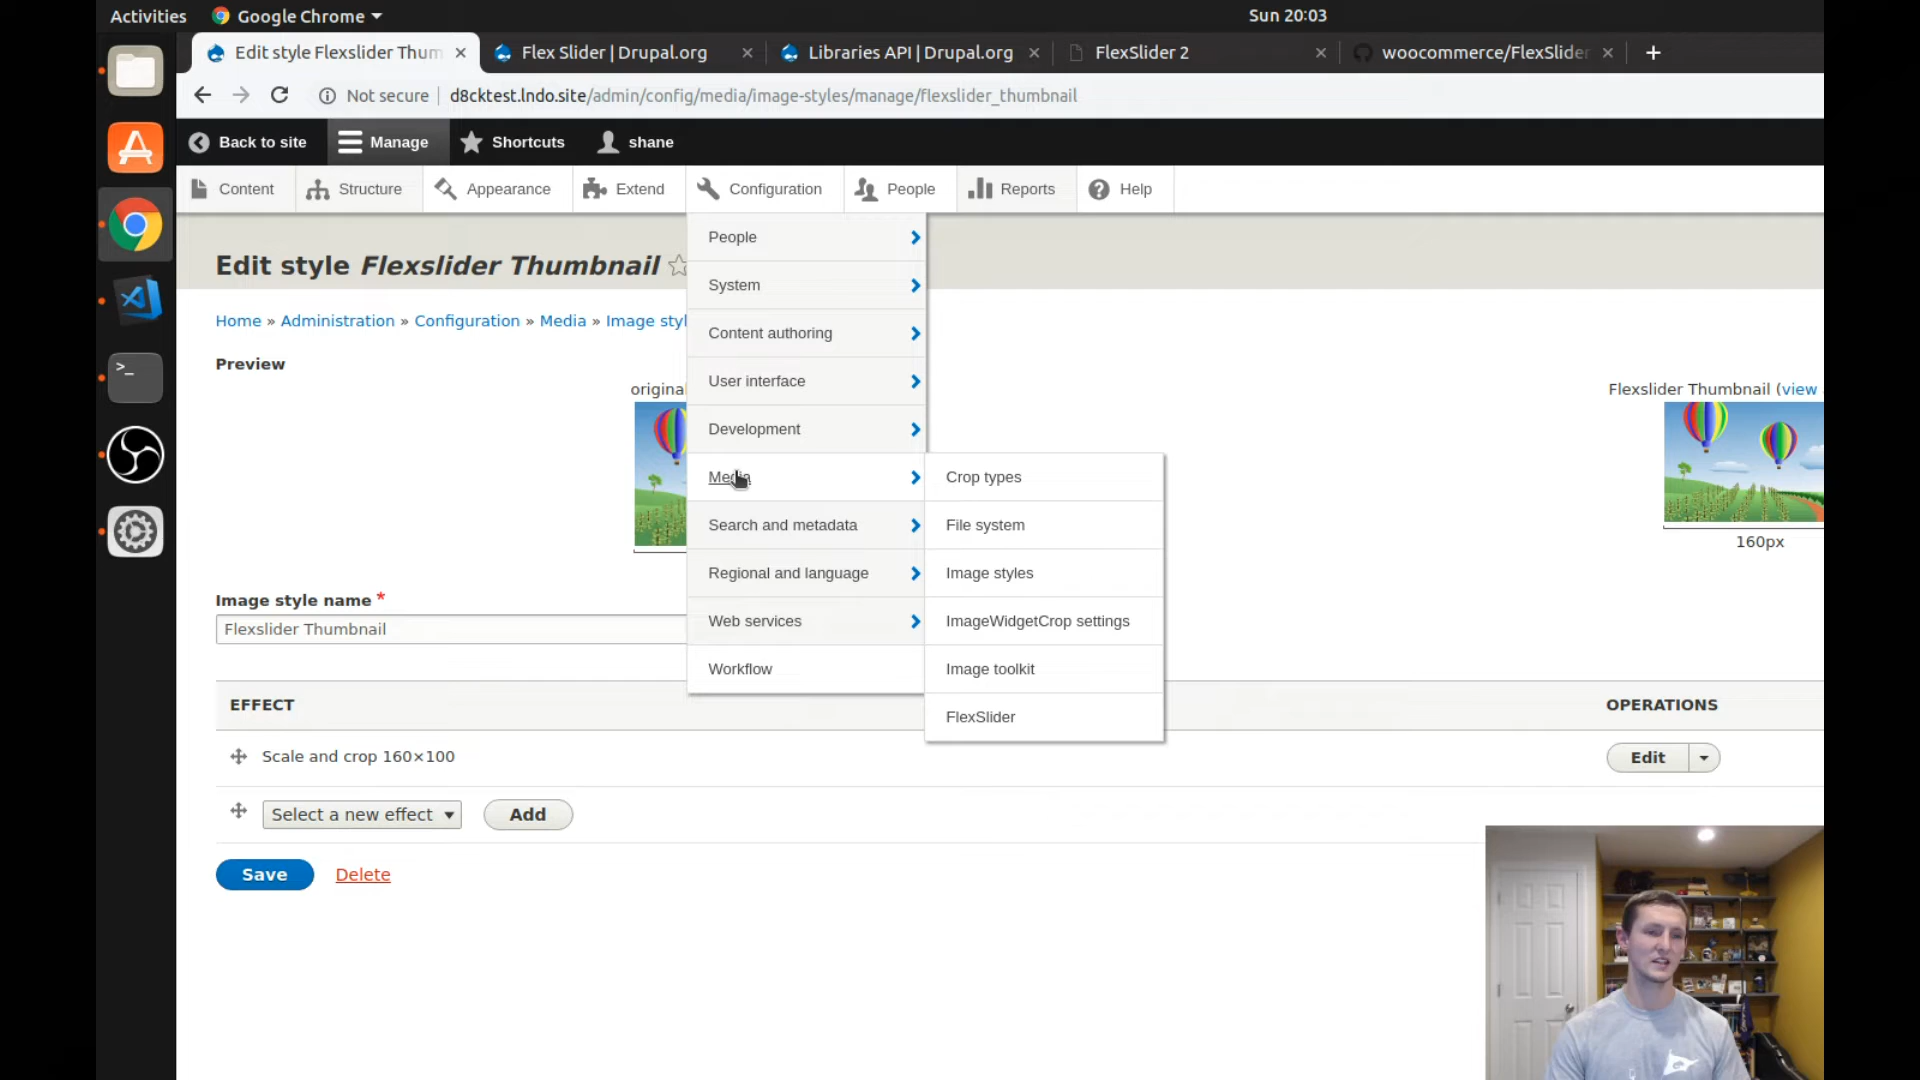 Activities
Google Chrome
Sun 20:03
Edit style Flexslider Thum
Flex Slider | Drupal.org
Libraries API | Drupal.org
FlexSlider 2
woocommerce/FlexSlider
Not secure
d8cktest.lndo.site/admin/config/media/image-styles/manage/flexslider_thumbnail
Back to site
Manage
Shortcuts
shane
Content
Structure
Appearance
Extend
Configuration
People
Reports
Help
Edit style Flexslider Thumbnail
Home » Administration » Configuration » Media » Image styl
Preview
original
Flexslider Thumbnail (view
160px
People
System
Content authoring
User interface
Development
Media
Search and metadata
Regional and language
Web services
Workflow
Crop types
File system
Image styles
ImageWidgetCrop settings
Image toolkit
FlexSlider
Image style name *
Flexslider Thumbnail
EFFECT
OPERATIONS
Scale and crop 160×100
Edit
Select a new effect
Add
Save
Delete